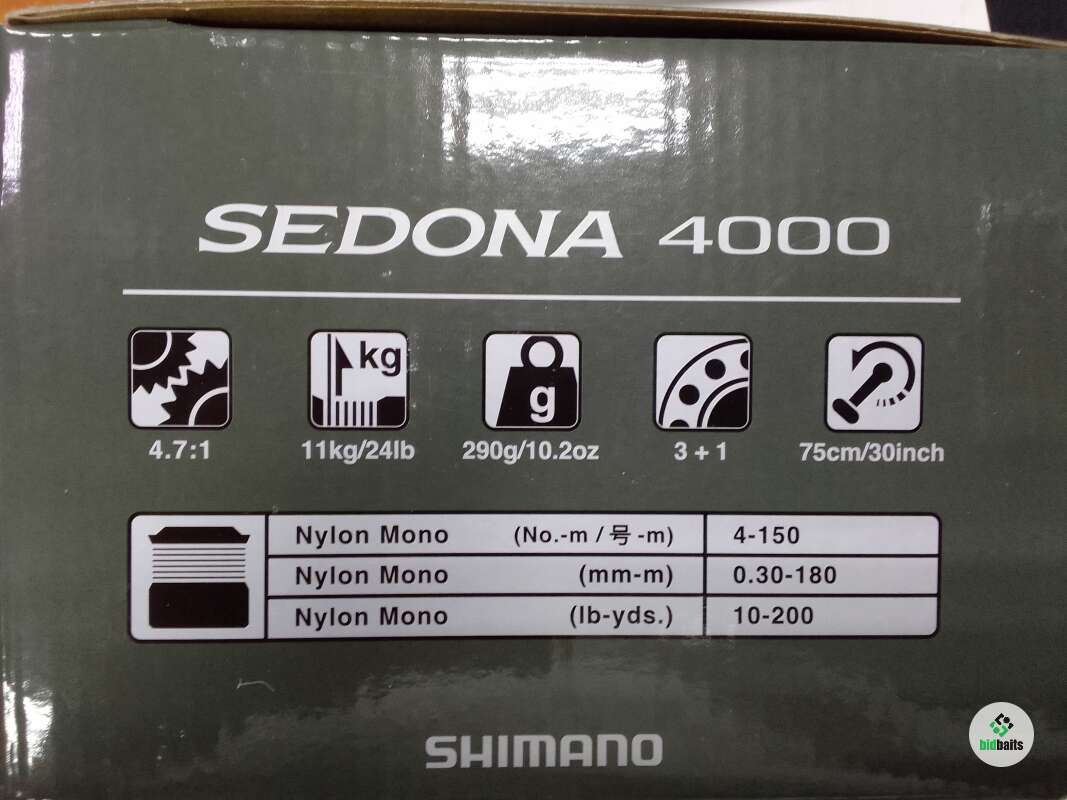 SEDONA 4000
kg
g
4.7:1
11kg/24lb
290g/10.2oz
3 + 1
75cm/30inch
Nylon Mono (No.-m / 号 -m) 4-150
Nylon Mono (mm-m) 0.30-180
Nylon Mono (lb-yds.) 10-200
SHIMANO
bidbaits